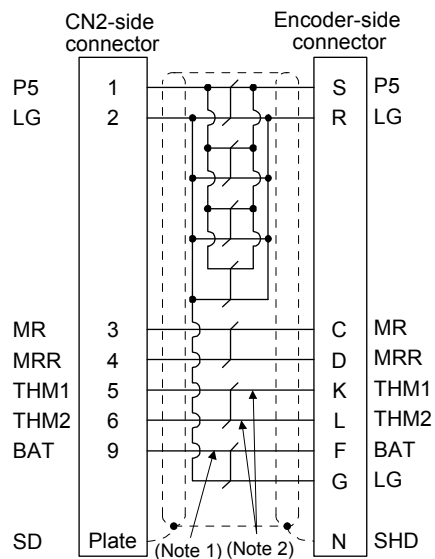 CN2-side
connector
Encoder-side
connector
P5 1 S P5
LG 2 R LG
MR 3 C MR
MRR 4 D MRR
THM1 5 K THM1
THM2 6 L THM2
BAT 9 F BAT
G LG
SD Plate (Note 1) (Note 2) N SHD